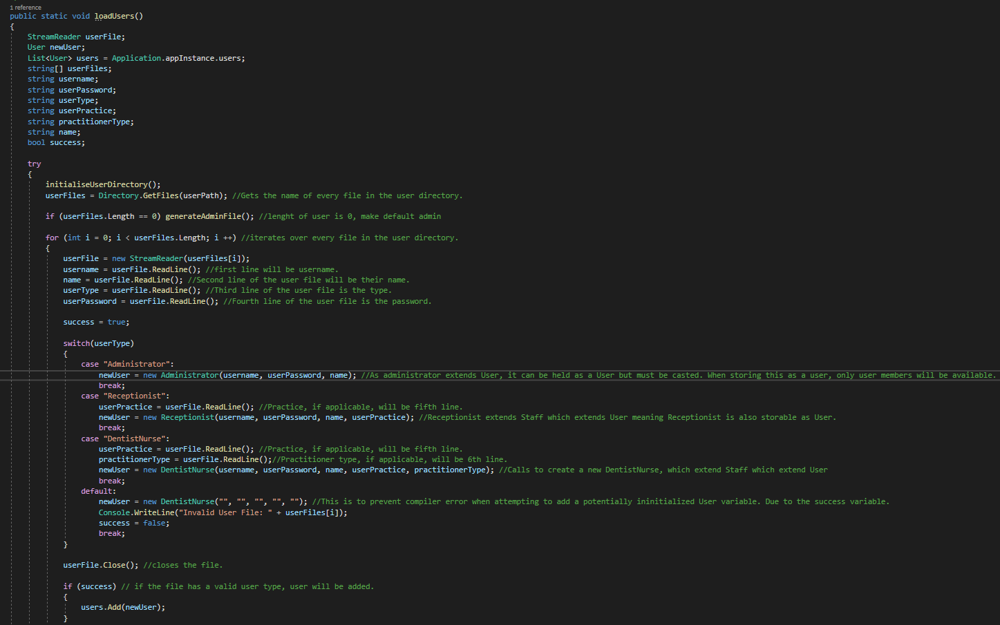 1 reference
public static void loadUsers()
{
StreamReader userFile;
User newUser;
List<User> users = Application.appInstance.users;
string[] userFiles;
string username;
string userPassword;
string userType;
string userPractice;
string practitionerType;
string name;
bool success;
try
{
initialiseUserDirectory();
userFiles = Directory.GetFiles(userPath); //Gets the name of every file in the user directory.
if (userFiles.Length == 0) generateAdminFile(); //lenght of user is 0, make default admin
for (int i = 0; i < userFiles.Length; i ++) //iterates over every file in the user directory.
{
userFile = new StreamReader(userFiles[i]);
username = userFile.ReadLine(); //first line will be username.
name = userFile.ReadLine(); //Second line of the user file will be their name.
userType = userFile.ReadLine(); //Third line of the user file is the type.
userPassword = userFile.ReadLine(); //Fourth line of the user file is the password.
success = true;
switch(userType)
{
case "Administrator":
newUser = new Administrator(username, userPassword, name); //As administrator extends User, it can be held as a User but must be casted. When storing this as a user, only user members will be available.
break;
case "Receptionist":
userPractice = userFile.ReadLine(); //Practice, if applicable, will be fifth line.
newUser = new Receptionist(username, userPassword, name, userPractice); //Receptionist extends Staff which extends User meaning Receptionist is also storable as User.
break;
case "DentistNurse":
userPractice = userFile.ReadLine(); //Practice, if applicable, will be fifth line.
practitionerType = userFile.ReadLine();//Practitioner type, if applicable, will be 6th line.
newUser = new DentistNurse(username, userPassword, name, userPractice, practitionerType); //Calls to create a new DentistNurse, which extend Staff which extend User
break;
default:
newUser = new DentistNurse("", "", "", "", ""); //This is to prevent compiler error when attempting to add a potentially ininitialized User variable. Due to the success variable.
Console.WriteLine("Invalid User File: " + userFiles[i]);
success = false;
break;
}
userFile.Close(); //closes the file.
if (success) // if the file has a valid user type, user will be added.
{
users.Add(newUser);
}